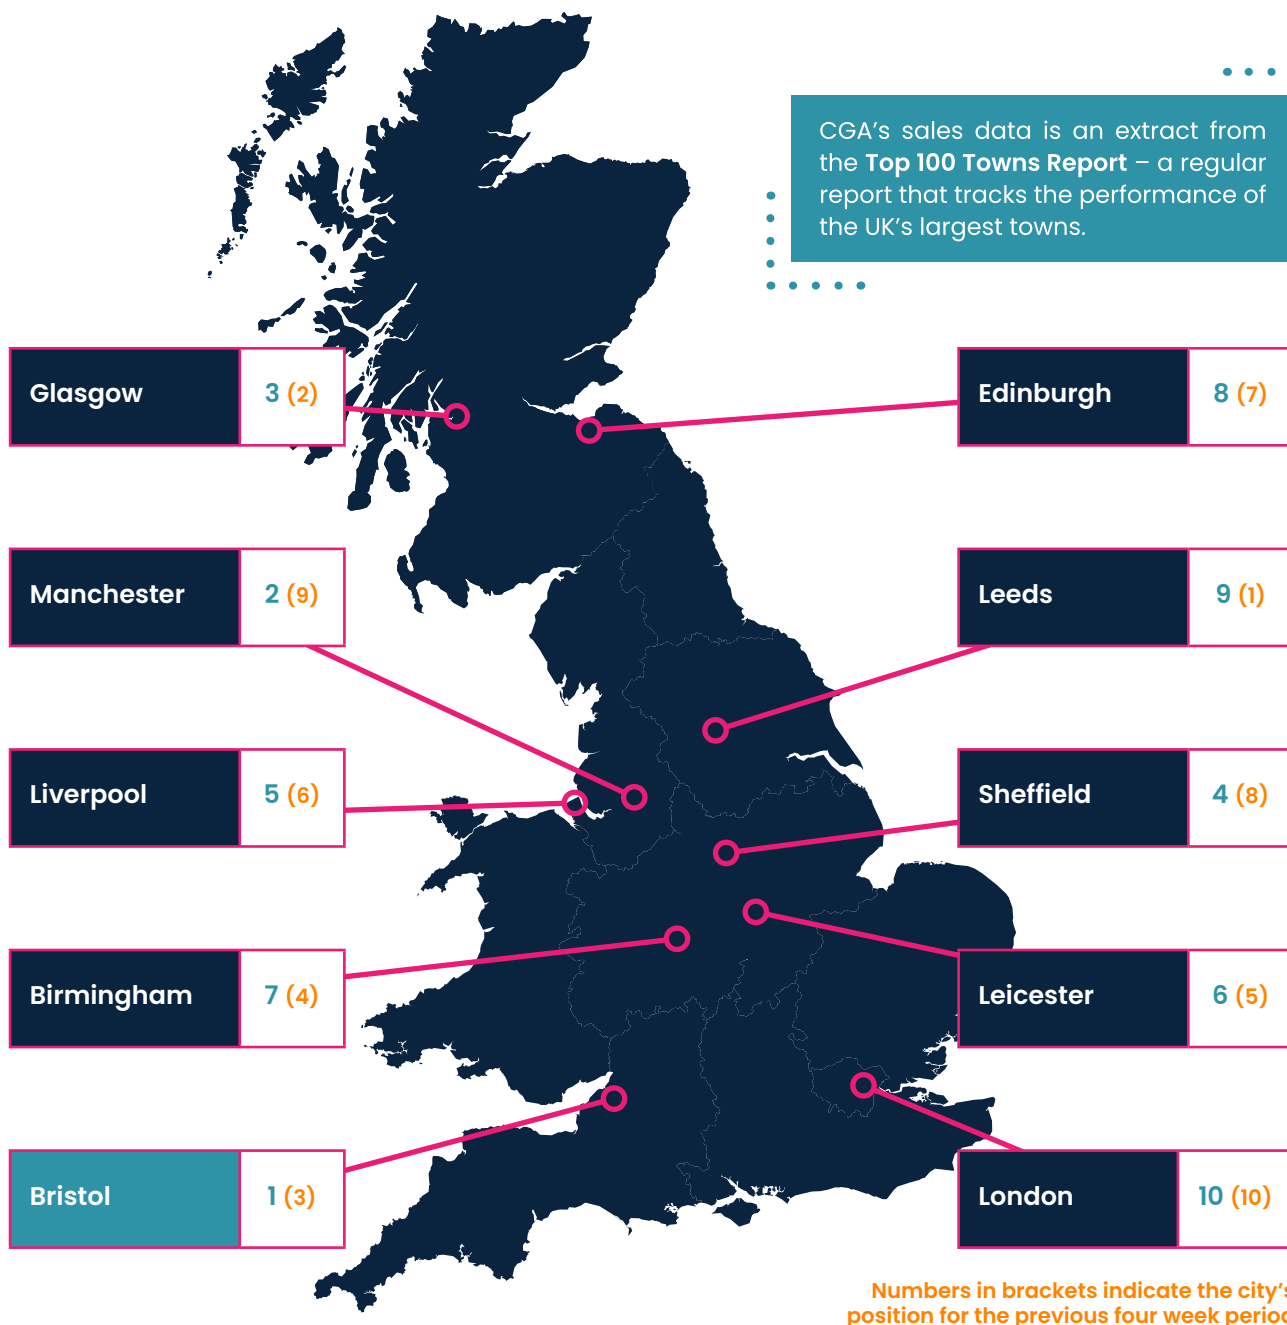 CGA’s sales data is an extract from
the Top 100 Towns Report – a regular
report that tracks the performance of
the UK’s largest towns.
Glasgow 3 (2)
Edinburgh 8 (7)
Manchester 2 (9)
Leeds 9 (1)
Liverpool 5 (6)
Sheffield 4 (8)
Birmingham 7 (4)
Leicester 6 (5)
Bristol 1 (3)
London 10 (10)
Numbers in brackets indicate the city’s
position for the previous four week period